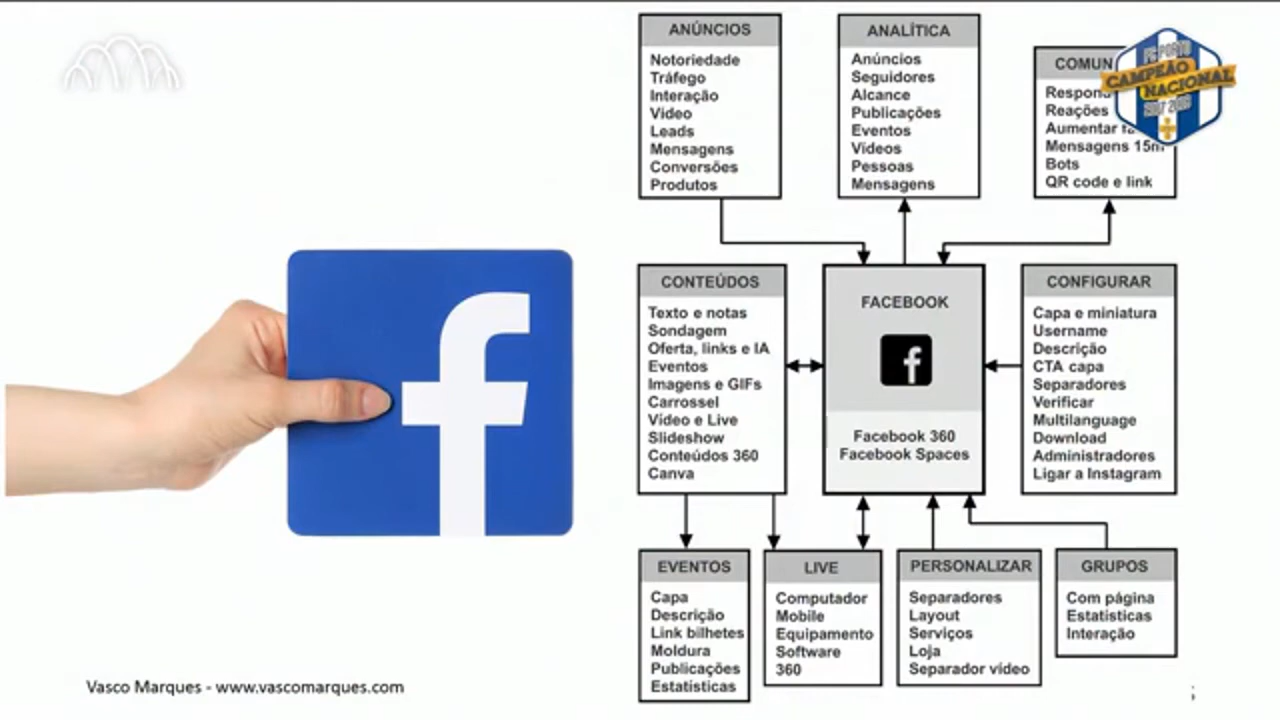 ANÚNCIOS
Notoriedade
Tráfego
Interação
Vídeo
Leads
Mensagens
Conversões
Produtos
ANALÍTICA
Anúncios
Seguidores
Alcance
Publicações
Eventos
Vídeos
Pessoas
Mensagens
COMUN
Respon
Reações
Aumentar
Mensagens 15m
Bots
QR code e link
FC PORTO
CAMPEÃO
NACIONAL
CONTEÚDOS
Texto e notas
Sondagem
Oferta, links e IA
Eventos
Imagens e GIFs
Carrossel
Vídeo e Live
Slideshow
Conteúdos 360
Canva
FACEBOOK
f
Facebook 360
Facebook Spaces
CONFIGURAR
Capa e miniatura
Username
Descrição
CTA capa
Separadores
Verificar
Multilanguage
Download
Administradores
Ligar a Instagram
f
EVENTOS
Capa
Descrição
Link bilhetes
Moldura
Publicações
Estatísticas
LIVE
Computador
Mobile
Equipamento
Software
360
PERSONALIZAR
Separadores
Layout
Serviços
Loja
Separador vídeo
GRUPOS
Com página
Estatísticas
Interação
Vasco Marques - www.vascomarques.com